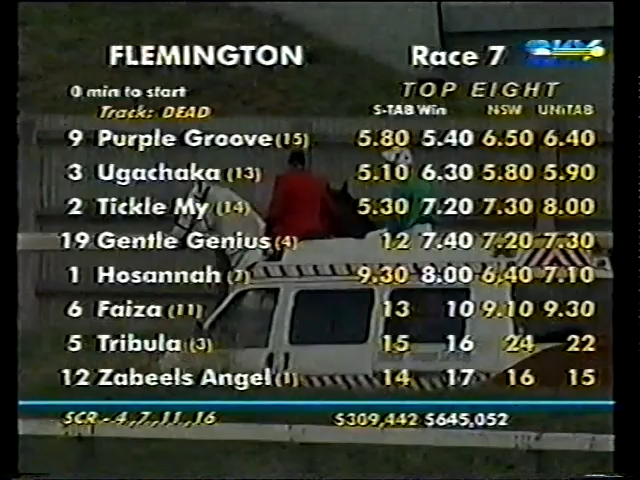 FLEMINGTON Race 7 SKY
0 min to start TOP EIGHT
Track: DEAD S-TAB Win NSW UNiTAB
9 Purple Groove (15) 5.80 5.40 6.50 6.40
3 Ugachaka (13) 5.10 6.30 5.80 5.90
2 Tickle My (14) 5.30 7.20 7.30 8.00
19 Gentle Genius (4) 12 7.40 7.20 7.30
1 Hosannah (7) 9.30 8.00 6.40 7.10
6 Faiza (11) 13 10 9.10 9.30
5 Tribula (3) 15 16 24 22
12 Zabeels Angel (1) 14 17 16 15
SCR - 4,7,11,16 $309,442 $645,052